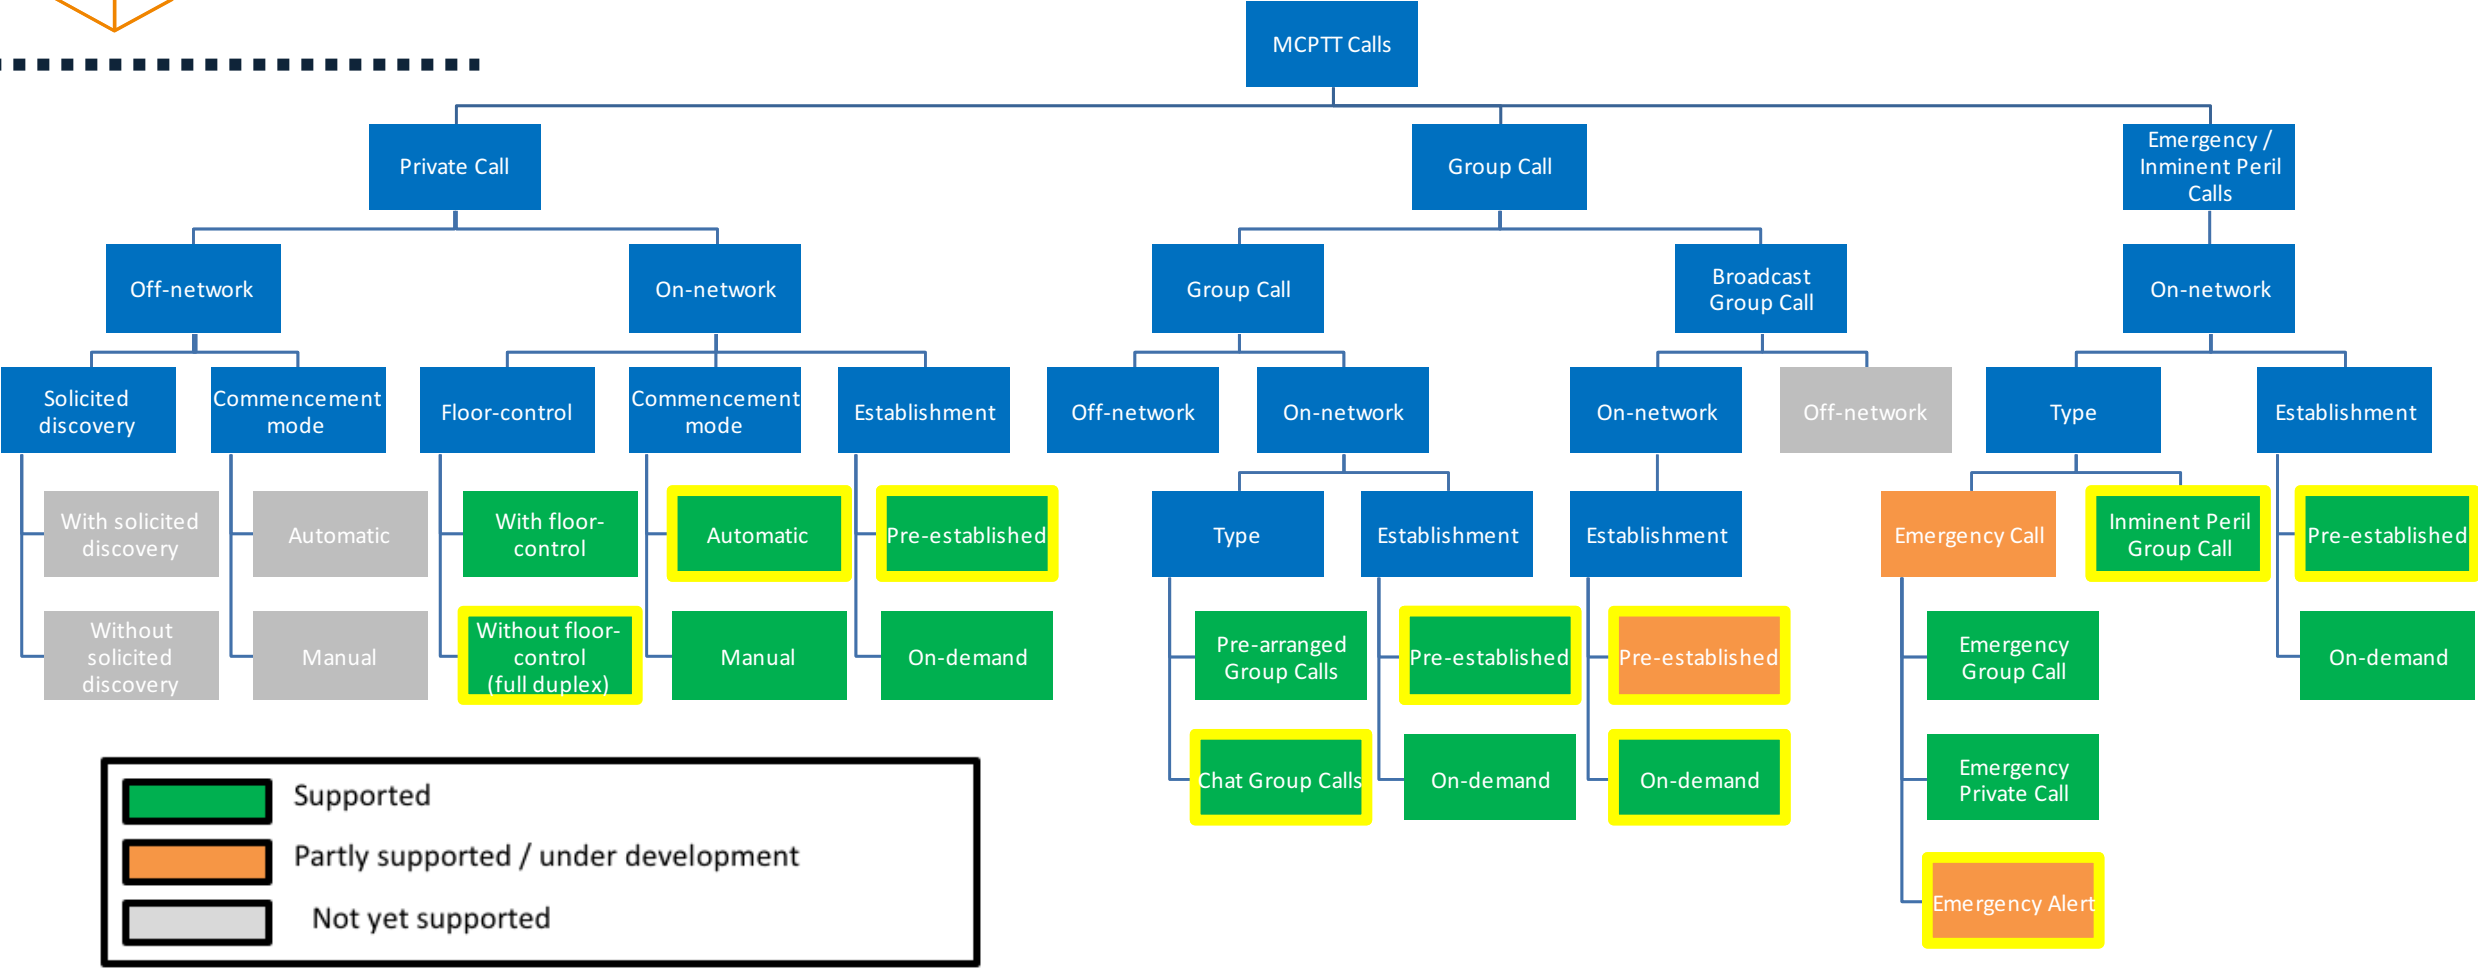 MCPTT Calls
Private Call
Group Call
Emergency /
Inminent Peril
Calls
Off-network
On-network
Group Call
Broadcast
Group Call
On-network
Solicited
discovery
Commencement
mode
Floor-control
Commencement
mode
Establishment
Off-network
On-network
On-network
Off-network
Type
Establishment
With solicited
discovery
Automatic
With floor-
control
Automatic
Pre-established
Type
Establishment
Establishment
Emergency Call
Inminent Peril
Group Call
Pre-established
Without
solicited
discovery
Manual
Without floor-
control
(full duplex)
Manual
On-demand
Pre-arranged
Group Calls
Pre-established
Pre-established
Emergency
Group Call
On-demand
Chat Group Calls
On-demand
On-demand
Emergency
Private Call
Emergency Alert
Supported
Partly supported / under development
Not yet supported